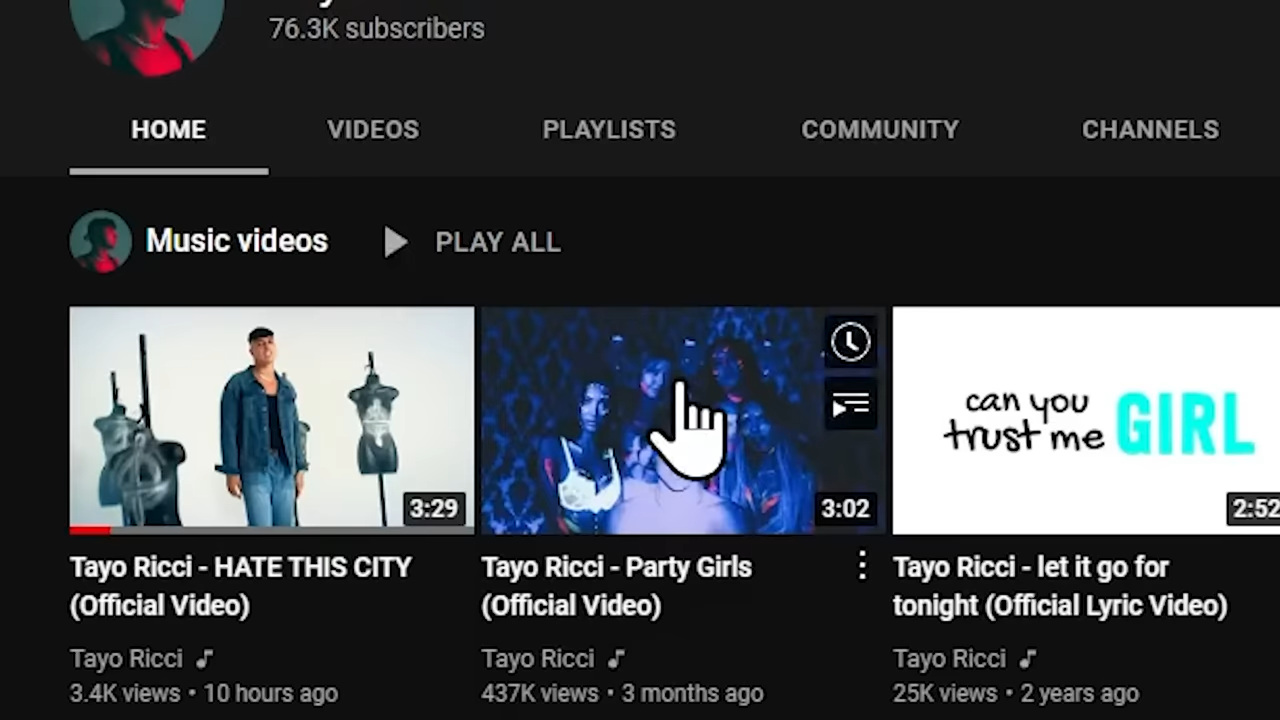 76.3K subscribers
HOME VIDEOS PLAYLISTS COMMUNITY CHANNELS
Music videos PLAY ALL
can you
trust me GIRL
3:29 3:02 2:52
Tayo Ricci - HATE THIS CITY
(Official Video)
Tayo Ricci
3.4K views • 10 hours ago
Tayo Ricci - Party Girls
(Official Video)
Tayo Ricci
437K views • 3 months ago
Tayo Ricci - let it go for
tonight (Official Lyric Video)
Tayo Ricci
25K views • 2 years ago